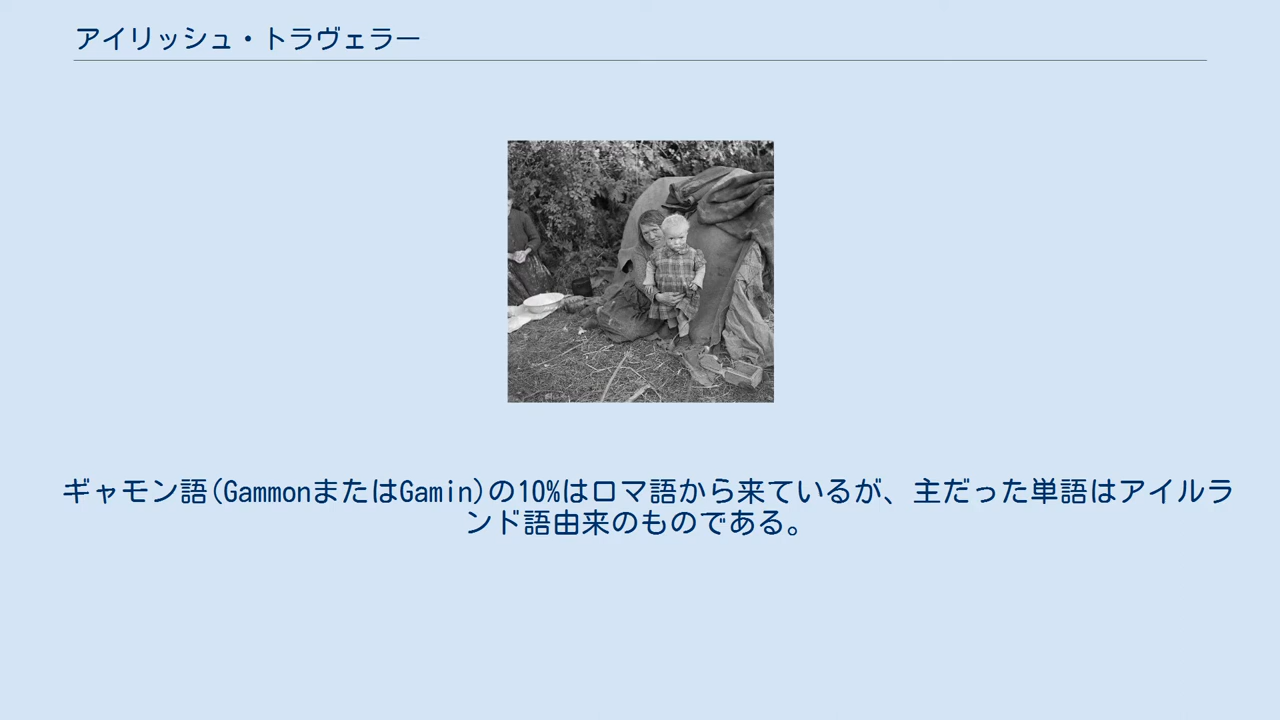 アイリッシュ・トラヴェラー
ギャモン語(GammonまたはGamin)の10%はロマ語から来ているが、主だった単語はアイルラ
ンド語由来のものである。